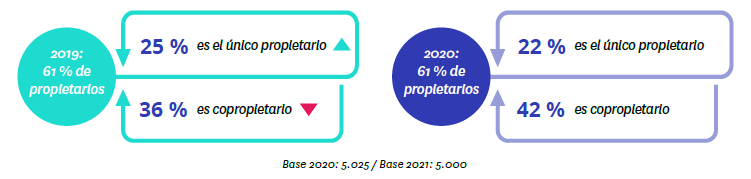 2019:
61 % de
propietarios
25 % es el único propietario
36 % es copropietario
2020:
61 % de
propietarios
22 % es el único propietario
42 % es copropietario
Base 2020: 5.025 / Base 2021: 5.000